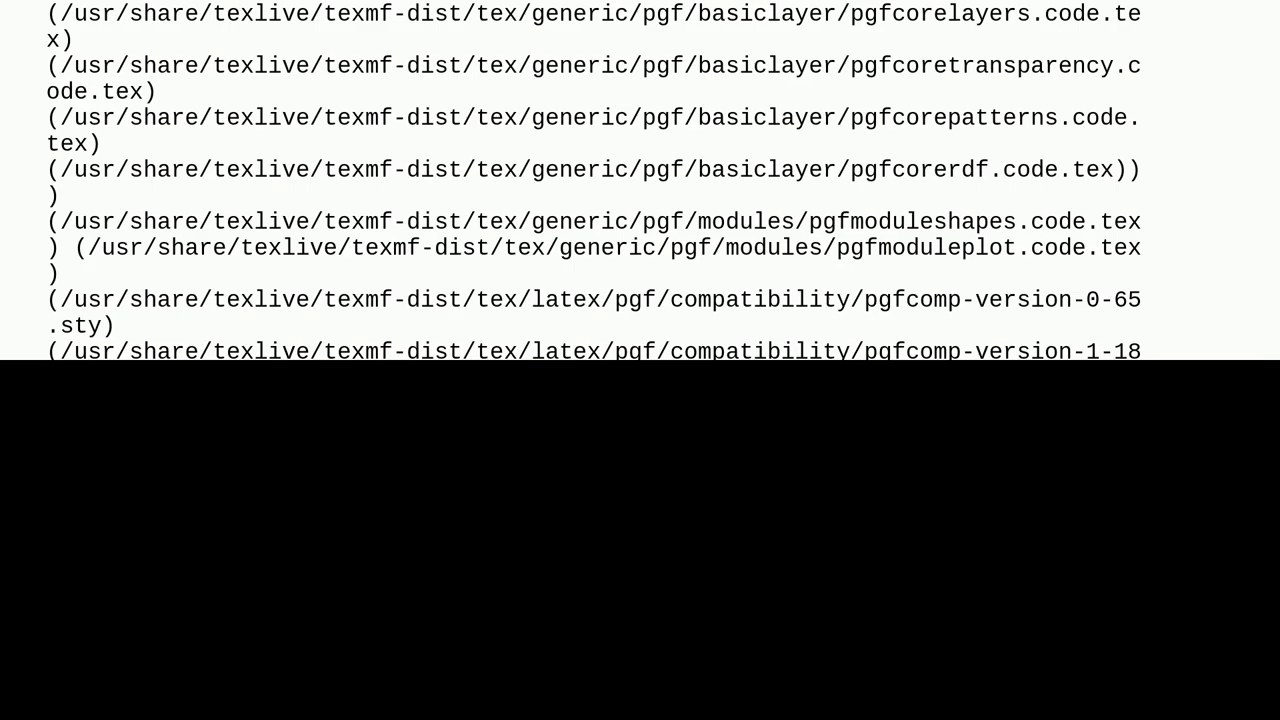 (/usr/share/texlive/texmf-dist/tex/generic/pgf/basiclayer/pgfcorelayers.code.te
x)
(/usr/share/texlive/texmf-dist/tex/generic/pgf/basiclayer/pgfcoretransparency.c
ode.tex)
(/usr/share/texlive/texmf-dist/tex/generic/pgf/basiclayer/pgfcorepatterns.code.
tex)
(/usr/share/texlive/texmf-dist/tex/generic/pgf/basiclayer/pgfcorerdf.code.tex))
)
(/usr/share/texlive/texmf-dist/tex/generic/pgf/modules/pgfmoduleshapes.code.tex
) (/usr/share/texlive/texmf-dist/tex/generic/pgf/modules/pgfmoduleplot.code.tex
)
(/usr/share/texlive/texmf-dist/tex/latex/pgf/compatibility/pgfcomp-version-0-65
.sty)
(/usr/share/texlive/texmf-dist/tex/latex/pgf/compatibility/pgfcomp-version-1-18